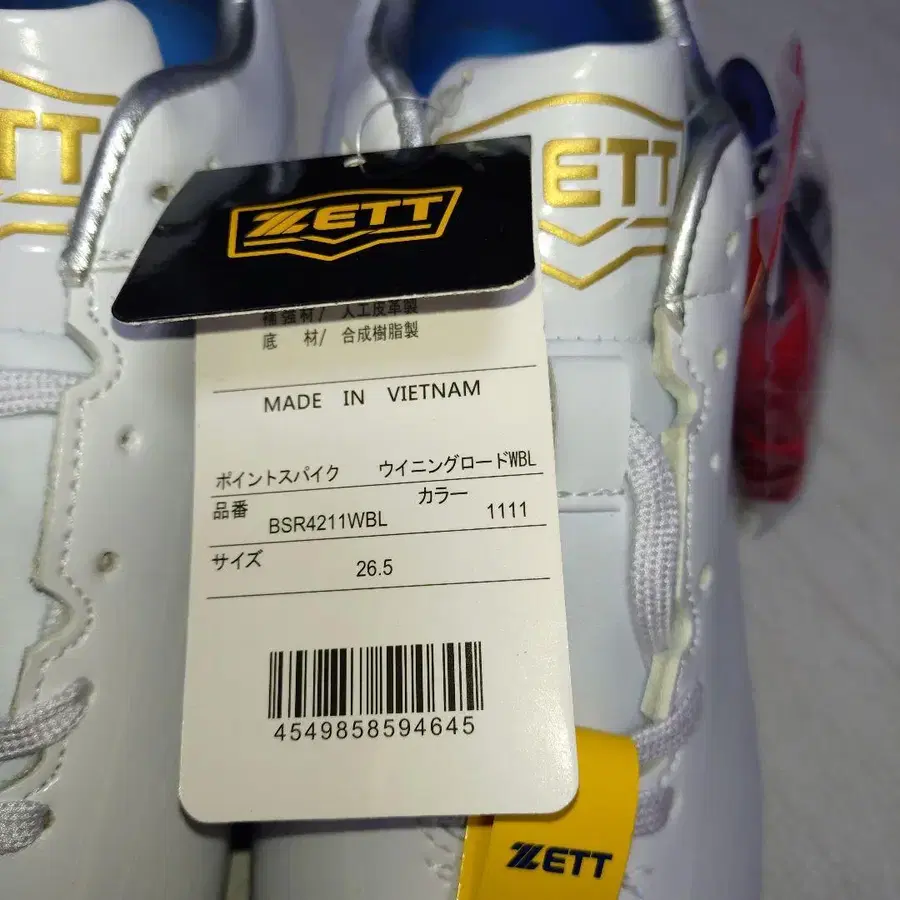 ZETT
ETT
ETT
補強材/ 人工皮革製
底 材/ 合成樹脂製
MADE IN VIETNAM
ポイントスパイク ウイニングロードWBL
品番 BSR4211WBL カラー 1111
サイズ 26.5
4549858594645
ZETT